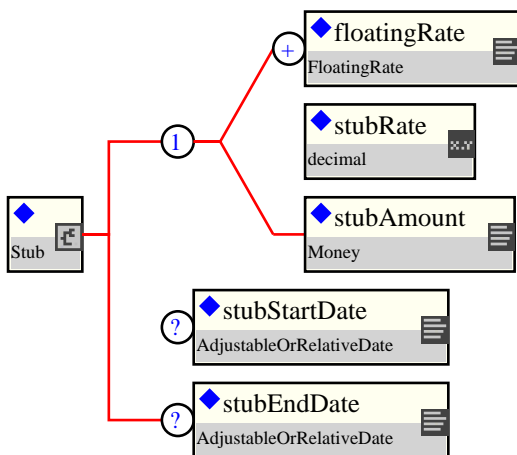 +
floatingRate
FloatingRate
stubRate
decimal
X.Y
1
stubAmount
Money
Stub
?
stubStartDate
AdjustableOrRelativeDate
?
stubEndDate
AdjustableOrRelativeDate